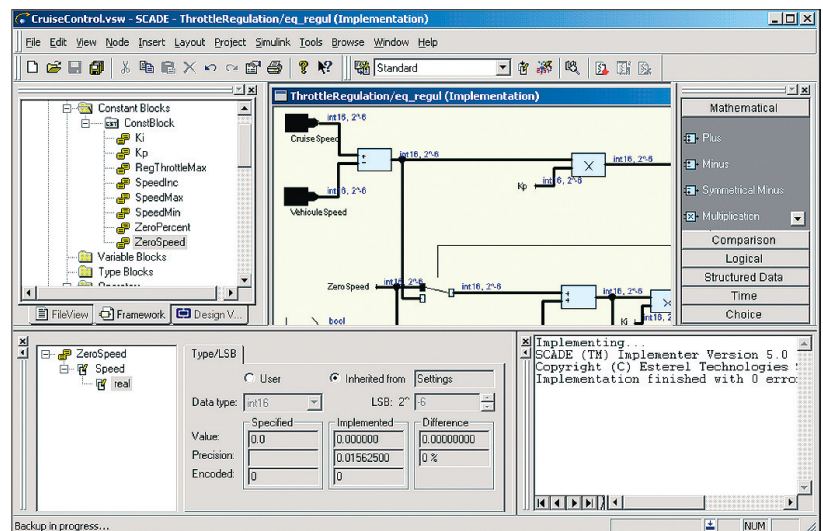 CruiseControl.vsw - SCADE - ThrottleRegulation/eq_regul (Implementation)
File Edit View Node Insert Layout Project Simulink Tools Browse Window Help
Standard
Constant Blocks
ConstBlock
Ki
Kp
RegThrottleMax
SpeedInc
SpeedMax
SpeedMin
ZeroPercent
ZeroSpeed
Variable Blocks
Type Blocks
FileView Framework Design V...
ThrottleRegulation/eq_regul (Implementation)
int16, 2^-6
Cruise Speed
int16, 2^-6
int16, 2^-6
Kp int16, 2^-6
int16, 2^-6
Vehicule Speed
Zero Speed int16, 2^-6
int16, 2^-6
int16, 2^-6
Ki int16, 2
bool
Mathematical
Plus
Minus
Symmetrical Minus
Multiplication
Comparison
Logical
Structured Data
Time
Choice
ZeroSpeed
Speed
real
Type/LSB
User Inherited from Settings
Data type: int16 LSB: 2^ -6
Specified Implemented Difference
Value: 0.0 0.000000 0.00000000
Precision: 0.01562500 0 %
Encoded: 0 0
Implementing...
SCADE (TM) Implementer Version 5.0
Copyright (C) Esterel Technologies
Implementation finished with 0 erro
Backup in progress...
NUM